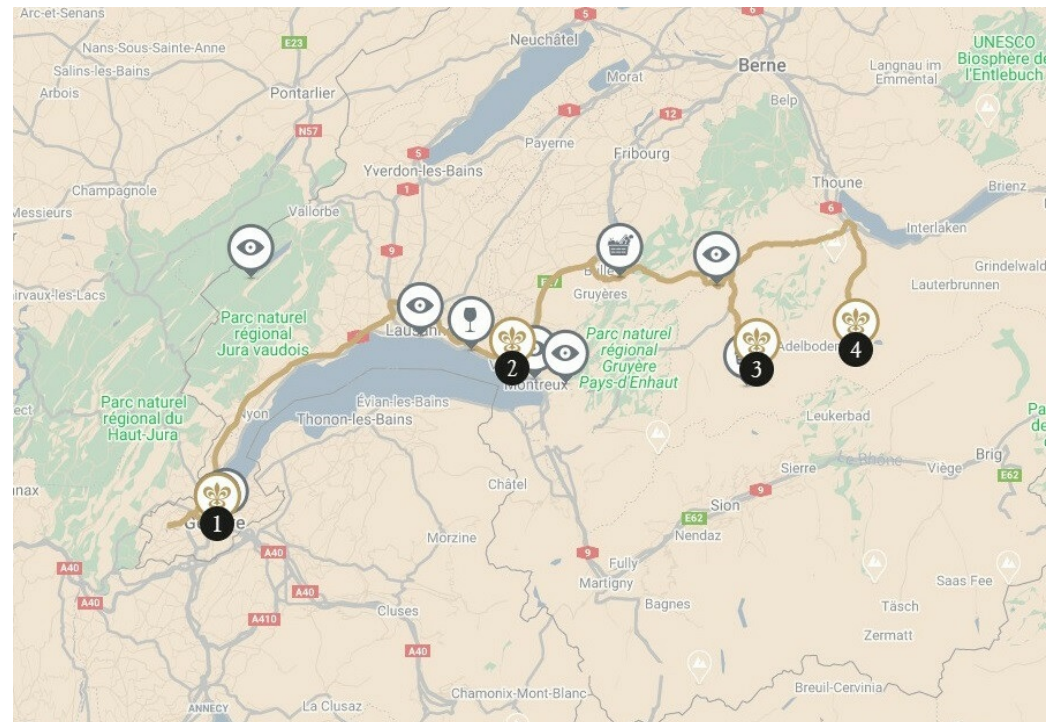 Arc-et-Senans
6
5
UNESCO
Biosphère de
l'Entlebuch
Nans-Sous-Sainte-Anne
E23
Neuchâtel
Berne
Langnau im
Emmental
Salins-les-Bains
Morat
Arbois
Pontarlier
Belp
1
12
N57
Payerne
5
Fribourg
Yverdon-les-Bains
Champagnole
1
Thoune
Brienz
Messieurs
Vallorbe
6
9
Interlaken
Grindelwald
Gruyères
Lauterbrunnen
Parc naturel
régional
Jura vaudois
Parc naturel
régional
Gruyère
Pays-d'Enhaut
2
3
4
Adelboden
Montreux
Parc naturel
régional du
Haut-Jura
Évian-les-Bains
Nyon
Thonon-les-Bains
Leukerbad
Le Rhône
Brig
Sierre
Viège
E62
Châtel
9
Sion
1
E62
Nendaz
Morzine
A40
A40
9
Fully
Martigny
Saas Fee
A40
A40
Bagnes
Täsch
A410
Cluses
A40
Zermatt
Chamonix-Mont-Blanc
Breuil-Cervinia
ANNECY
La Clusaz